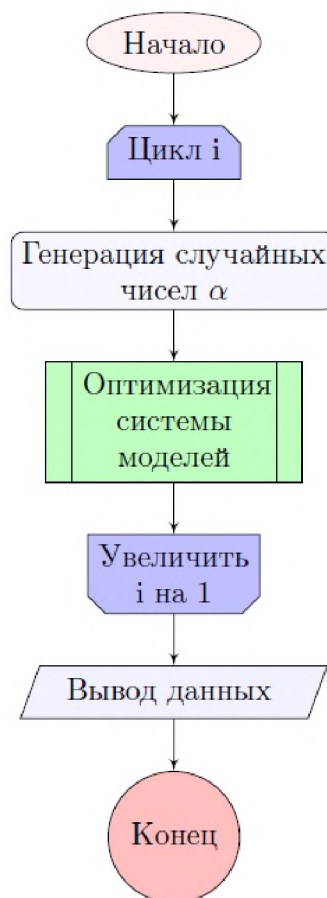 Начало
Цикл i
Генерация случайных
чисел α
Оптимизация
системы
моделей
Увеличить
i на 1
Вывод данных
Конец